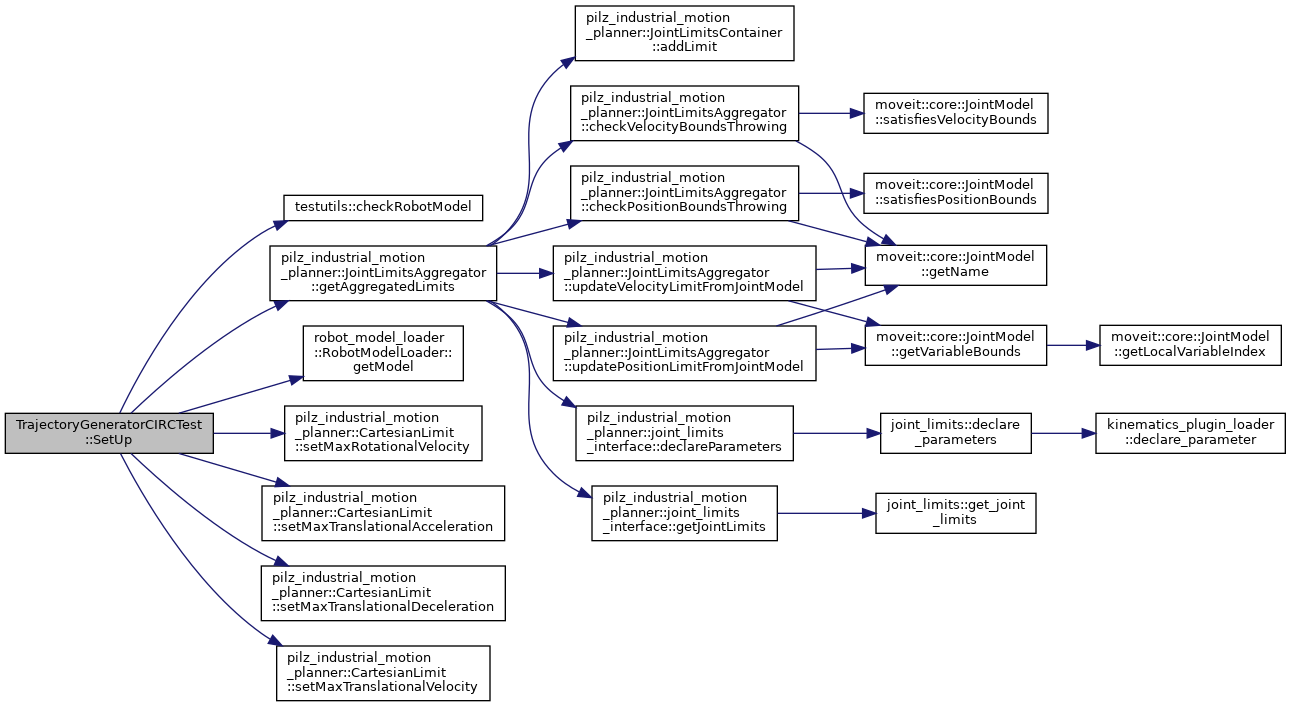 TrajectoryGeneratorCIRCTest
::SetUp
testutils::checkRobotModel
pilz_industrial_motion
_planner::JointLimitsAggregator
::getAggregatedLimits
robot_model_loader
::RobotModelLoader::
getModel
pilz_industrial_motion
_planner::CartesianLimit
::setMaxRotationalVelocity
pilz_industrial_motion
_planner::CartesianLimit
::setMaxTranslationalAcceleration
pilz_industrial_motion
_planner::CartesianLimit
::setMaxTranslationalDeceleration
pilz_industrial_motion
_planner::CartesianLimit
::setMaxTranslationalVelocity
pilz_industrial_motion
_planner::JointLimitsContainer
::addLimit
pilz_industrial_motion
_planner::JointLimitsAggregator
::checkVelocityBoundsThrowing
pilz_industrial_motion
_planner::JointLimitsAggregator
::checkPositionBoundsThrowing
pilz_industrial_motion
_planner::JointLimitsAggregator
::updateVelocityLimitFromJointModel
pilz_industrial_motion
_planner::JointLimitsAggregator
::updatePositionLimitFromJointModel
pilz_industrial_motion
_planner::joint_limits
_interface::declareParameters
pilz_industrial_motion
_planner::joint_limits
_interface::getJointLimits
moveit::core::JointModel
::satisfiesVelocityBounds
moveit::core::JointModel
::satisfiesPositionBounds
moveit::core::JointModel
::getName
moveit::core::JointModel
::getVariableBounds
joint_limits::declare
_parameters
joint_limits::get_joint
_limits
moveit::core::JointModel
::getLocalVariableIndex
kinematics_plugin_loader
::declare_parameter